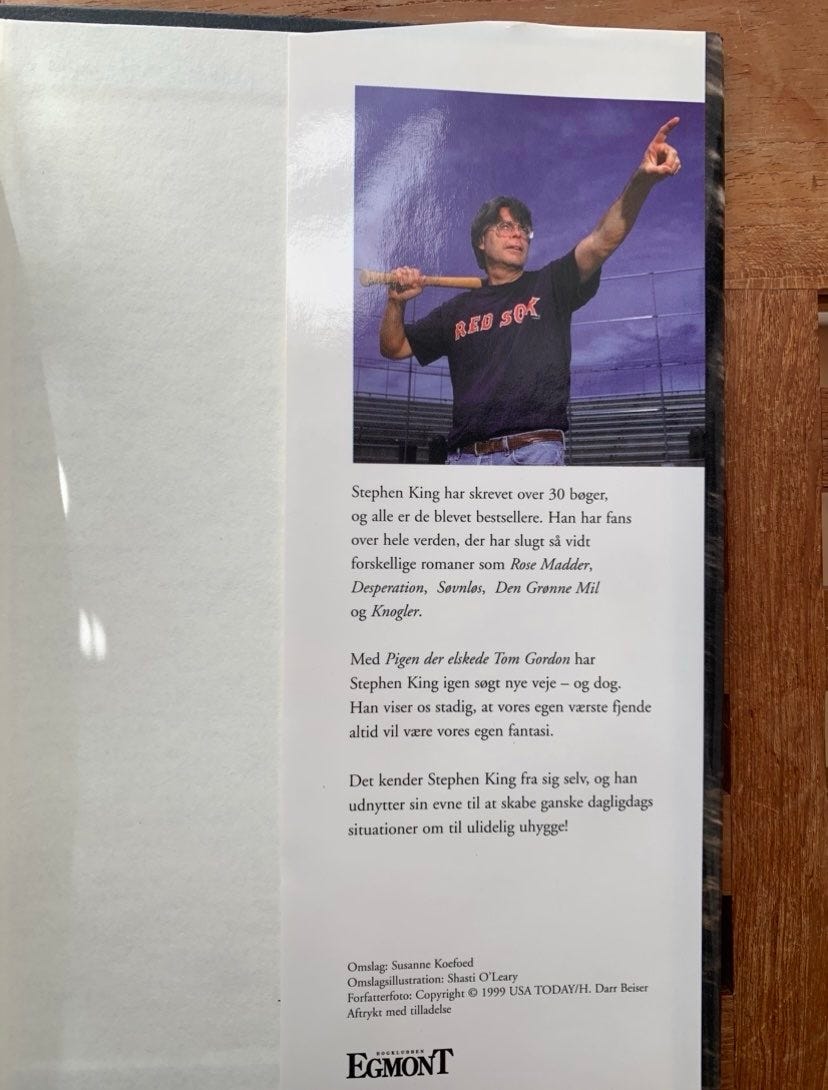 RED SOX
Stephen King har skrevet over 30 bøger,
og alle er de blevet bestsellere. Han har fans
over hele verden, der har slugt så vidt
forskellige romaner som Rose Madder,
Desperation, Søvnløs, Den Grønne Mil
og Knogler.
Med Pigen der elskede Tom Gordon har
Stephen King igen søgt nye veje – og dog.
Han viser os stadig, at vores egen værste fjende
altid vil være vores egen fantasi.
Det kender Stephen King fra sig selv, og han
udnytter sin evne til at skabe ganske dagligdags
situationer om til ulidelig uhygge!
Omslag: Susanne Koefoed
Omslagsillustration: Shasti O'Leary
Forfatterfoto: Copyright © 1999 USA TODAY/H. Darr Beiser
Aftrykt med tilladelse
BOGKLUBBEN
EGMONT